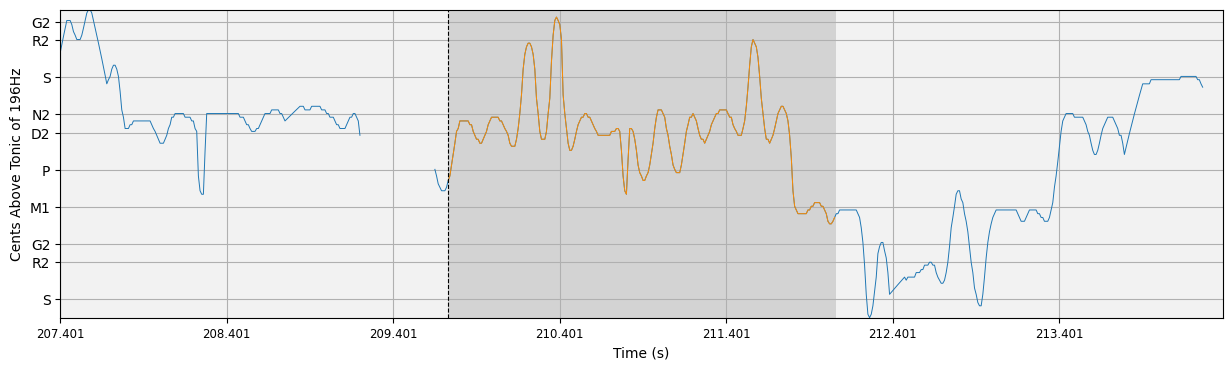 G2
R2
S
N2
D2
P
M1
G2
R2
S
Cents Above Tonic of 196Hz
207.401 208.401 209.401 210.401 211.401 212.401 213.401
Time (s)